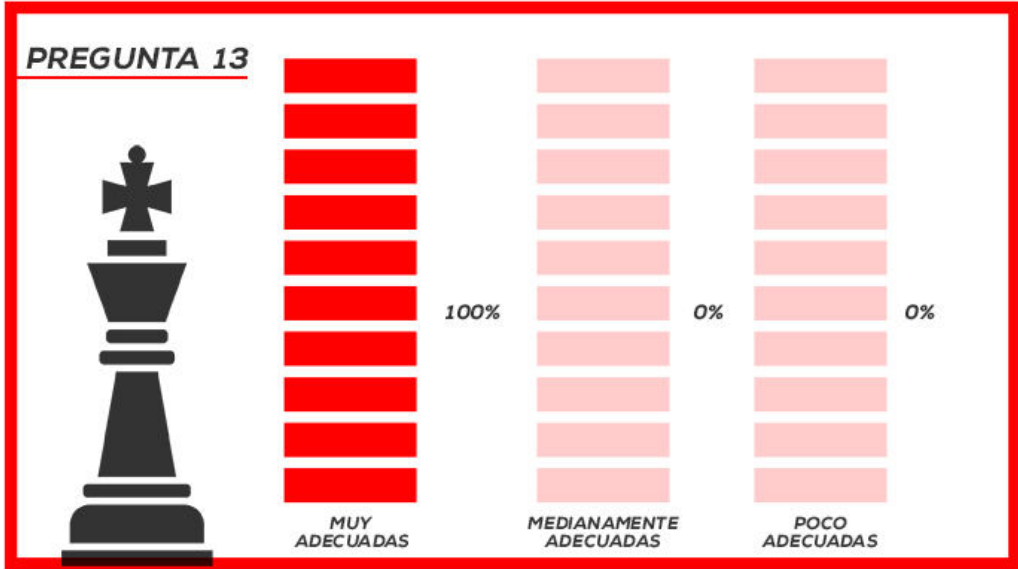 PREGUNTA 13
100%
0%
0%
MUY
ADECUADAS
MEDIANAMENTE
ADECUADAS
POCO
ADECUADAS